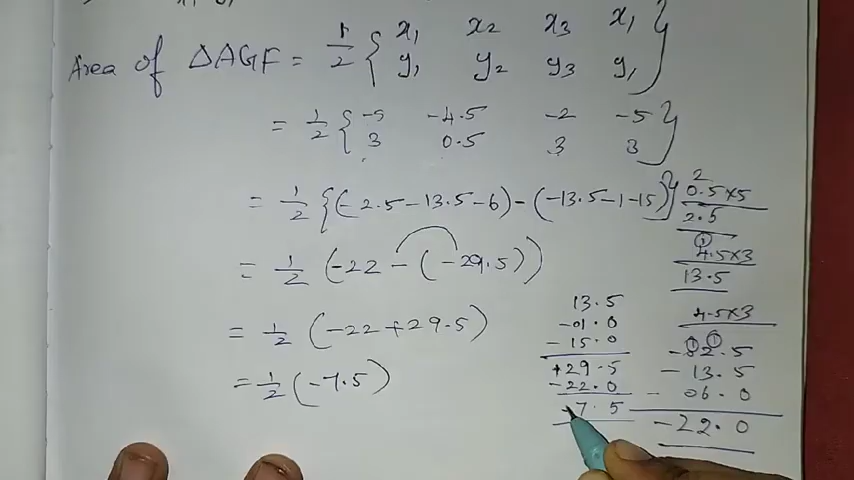 Area of ΔAGF = 1/2 { x₁ x₂ x₃ x₁
y₁ y₂ y₃ y₁ }
= 1/2 { -5 -4.5 -2 -5
3 0.5 3 3 }
= 1/2 {(-2.5-13.5-6)-(-13.5-1-15)}
= 1/2 (-22-(-29.5))
= 1/2 (-22+29.5)
= 1/2 (-7.5)
2
0.5×5
2.5
1
4.5×3
13.5
4.5×3
13.5
-01.0
-15.0
+29.5
-22.0
7.5
1 1
2.5
-13.5
- 06.0
-22.0